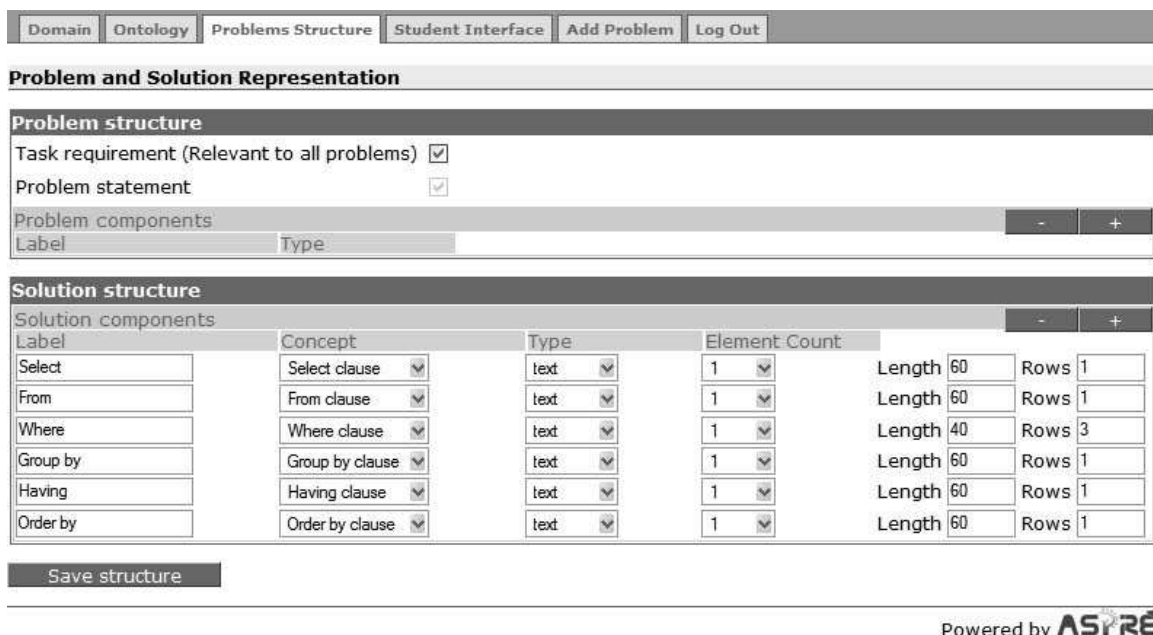 Domain Ontology Problems Structure Student Interface Add Problem Log Out
Problem and Solution Representation
Problem structure
Task requirement (Relevant to all problems)
Problem statement
Problem components - +
Label Type
Solution structure
Solution components - +
Label Concept Type Element Count
Select Select clause text 1 Length 60 Rows 1
From From clause text 1 Length 60 Rows 1
Where Where clause text 1 Length 40 Rows 3
Group by Group by clause text 1 Length 60 Rows 1
Having Having clause text 1 Length 60 Rows 1
Order by Order by clause text 1 Length 60 Rows 1
Save structure
Powered by ASPIRE